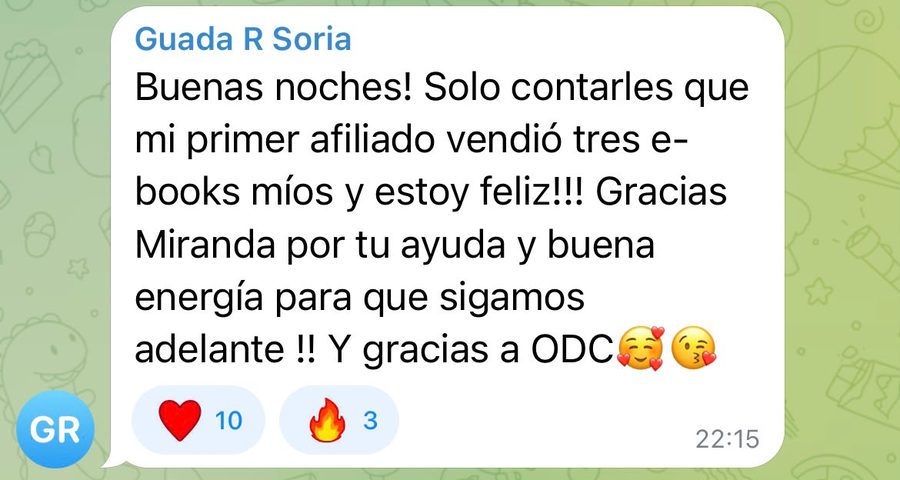 Guada R Soria
Buenas noches! Solo contarles que
mi primer afiliado vendió tres e-
books míos y estoy feliz!!! Gracias
Miranda por tu ayuda y buena
energía para que sigamos
adelante !! Y gracias a ODC🥰😘
❤️ 10 🔥 3
GR 22:15